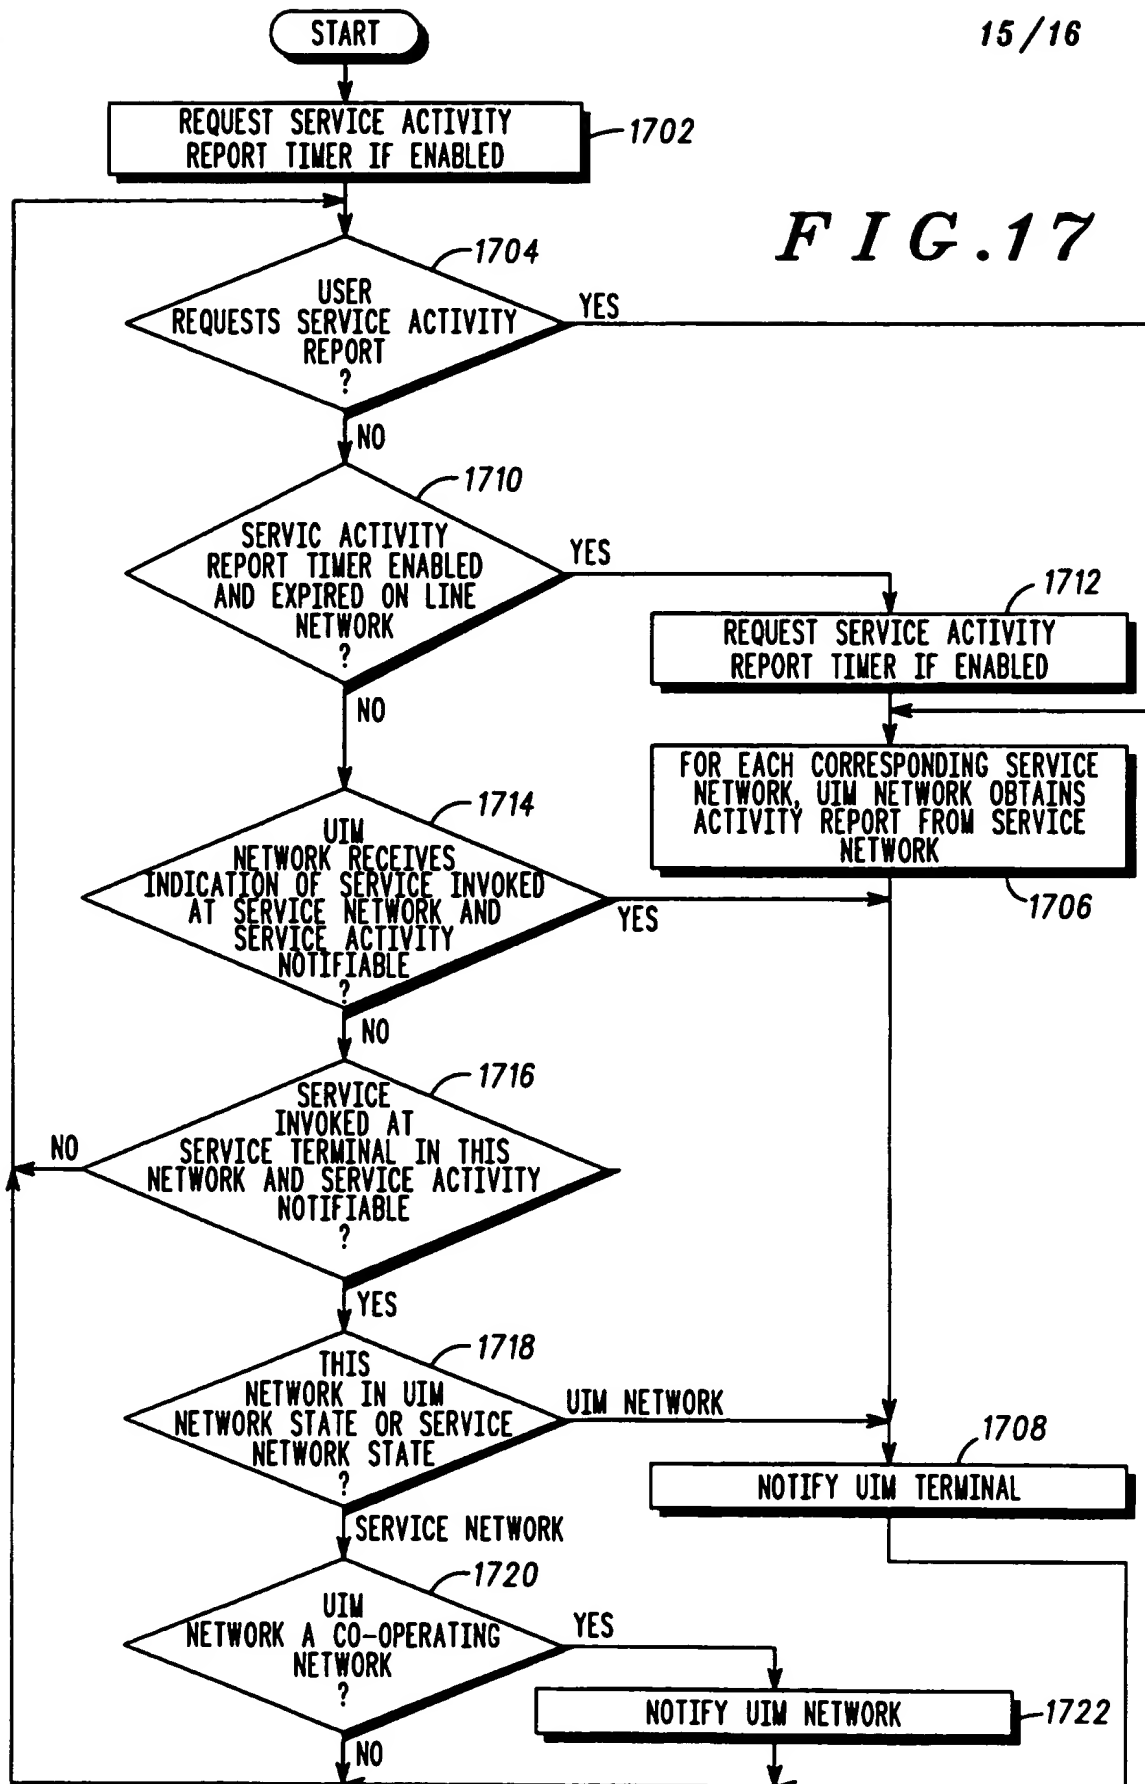 START
15/16
REQUEST SERVICE ACTIVITY
REPORT TIMER IF ENABLED
1702
FIG.17
1704
USER
REQUESTS SERVICE ACTIVITY
REPORT
?
YES
NO
1710
SERVIC ACTIVITY
REPORT TIMER ENABLED
AND EXPIRED ON LINE
NETWORK
?
YES
NO
1712
REQUEST SERVICE ACTIVITY
REPORT TIMER IF ENABLED
FOR EACH CORRESPONDING SERVICE
NETWORK, UIM NETWORK OBTAINS
ACTIVITY REPORT FROM SERVICE
NETWORK
1706
1714
UIM
NETWORK RECEIVES
INDICATION OF SERVICE INVOKED
AT SERVICE NETWORK AND
SERVICE ACTIVITY
NOTIFIABLE
?
YES
NO
1716
SERVICE
INVOKED AT
SERVICE TERMINAL IN THIS
NETWORK AND SERVICE ACTIVITY
NOTIFIABLE
?
NO
YES
1718
THIS
NETWORK IN UIM
NETWORK STATE OR SERVICE
NETWORK STATE
?
UIM NETWORK
SERVICE NETWORK
1708
NOTIFY UIM TERMINAL
1720
UIM
NETWORK A CO-OPERATING
NETWORK
?
YES
NO
NOTIFY UIM NETWORK
1722